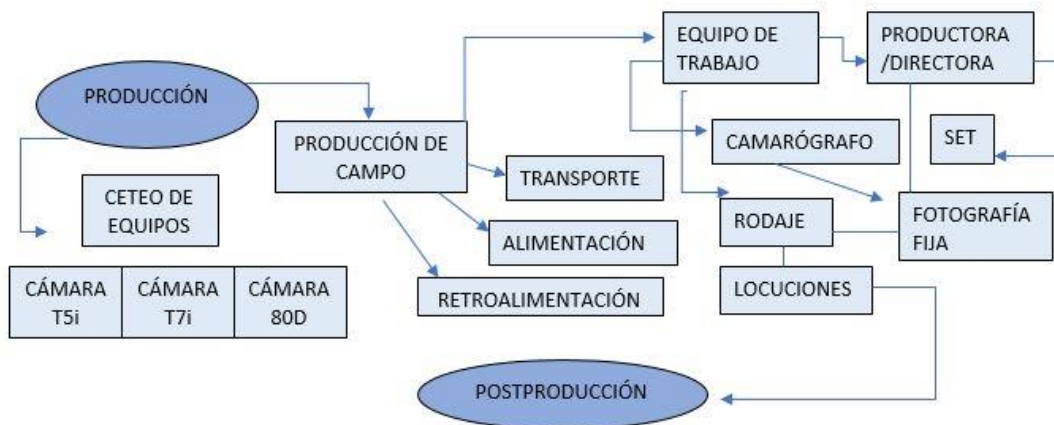 PRODUCCIÓN
CETEO DE
EQUIPOS
CÁMARA
T5i
CÁMARA
T7i
CÁMARA
80D
PRODUCCIÓN DE
CAMPO
TRANSPORTE
ALIMENTACIÓN
RETROALIMENTACIÓN
EQUIPO DE
TRABAJO
PRODUCTORA
/DIRECTORA
CAMARÓGRAFO
SET
RODAJE
FOTOGRAFÍA
FIJA
LOCUCIONES
POSTPRODUCCIÓN